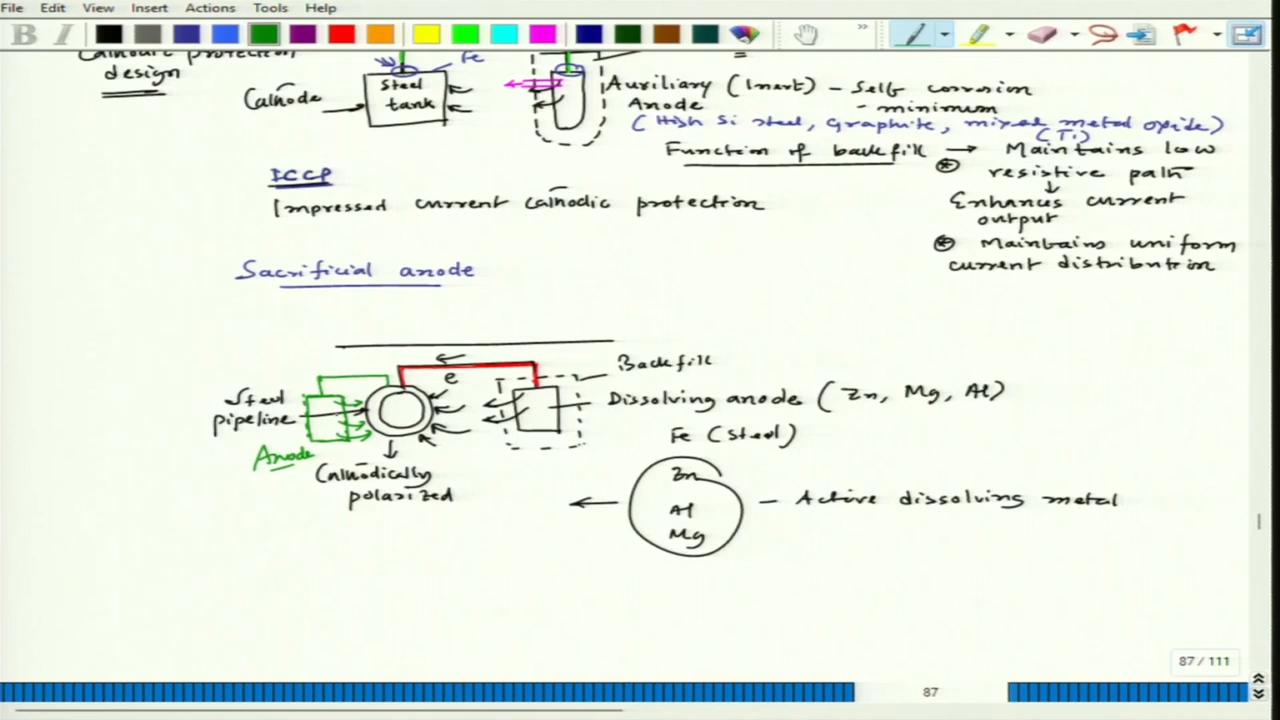 File Edit View Insert Actions Tools Help
Cathodic protection
design
Fe
Steel
tank
Cathode
Auxiliary (Inert) - Self corrosion
Anode - minimum
(High Si steel, Graphite, mixed metal oxide)
(Ti)
Function of backfill → Maintains low
resistive path
Enhances current
output
Maintains uniform
current distribution
ICCP
Impressed current cathodic protection
Sacrificial anode
Backfill
e
Steel
pipeline
Dissolving anode (Zn, Mg, Al)
Fe (Steel)
Anode
Cathodically
polarized
Zn
Al
Mg
- Active dissolving metal
87 / 111
87